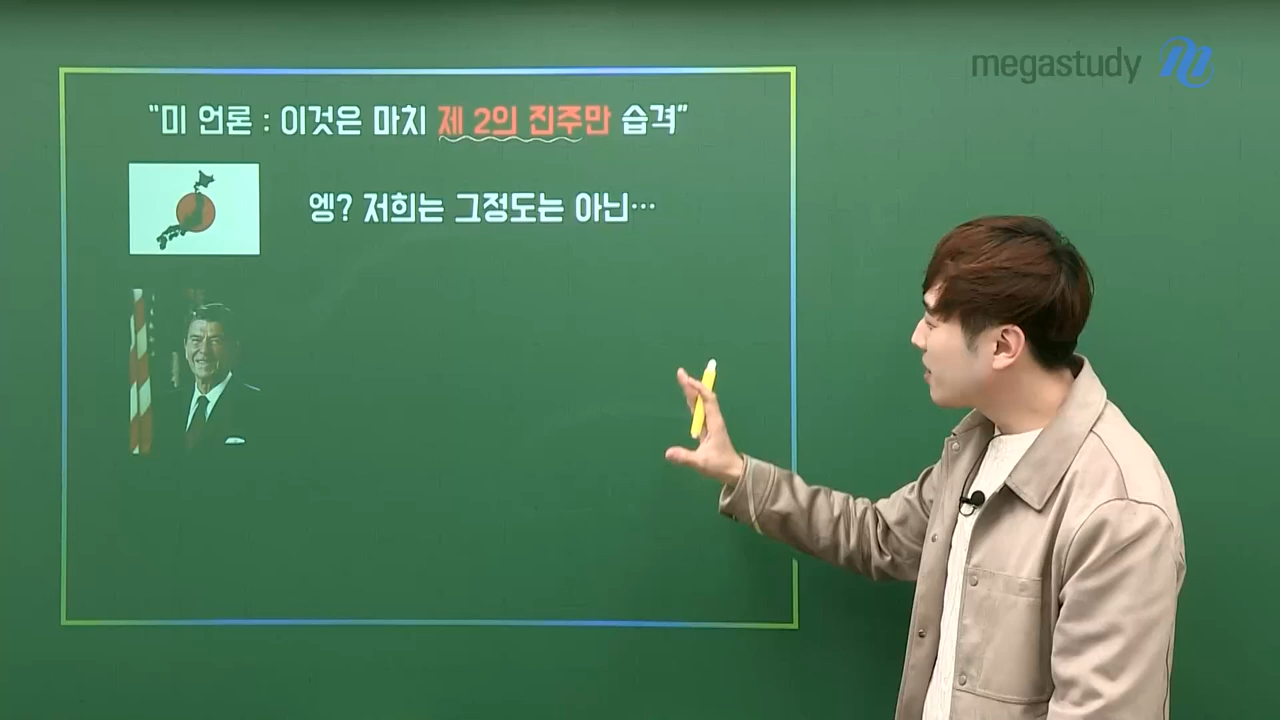 megastudy
"미 언론 : 이것은 마치 제 2의 진주만 습격"
엥? 저희는 그정도는 아닌…